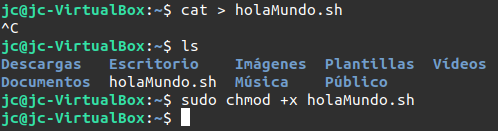 jc@jc-VirtualBox:~$ cat > holaMundo.sh
^C
jc@jc-VirtualBox:~$ ls
Descargas   Escritorio     Imágenes  Plantillas  Vídeos
Documentos  holaMundo.sh  Música    Público
jc@jc-VirtualBox:~$ sudo chmod +x holaMundo.sh
jc@jc-VirtualBox:~$